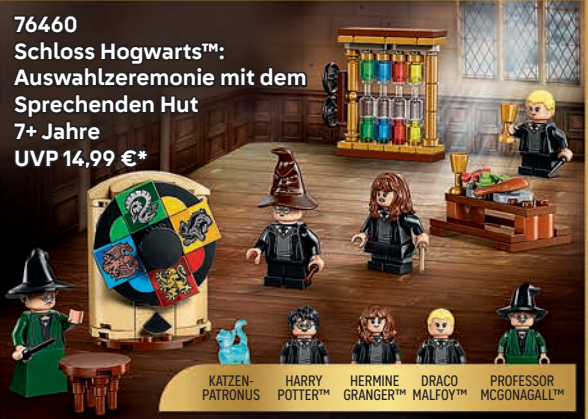 76460
Schloss Hogwarts™:
Auswahlzeremonie mit dem
Sprechenden Hut
7+ Jahre
UVP 14,99 €*
KATZEN-
PATRONUS
HARRY
POTTER™
HERMINE
GRANGER™
DRACO
MALFOY™
PROFESSOR
MCGONAGALL™